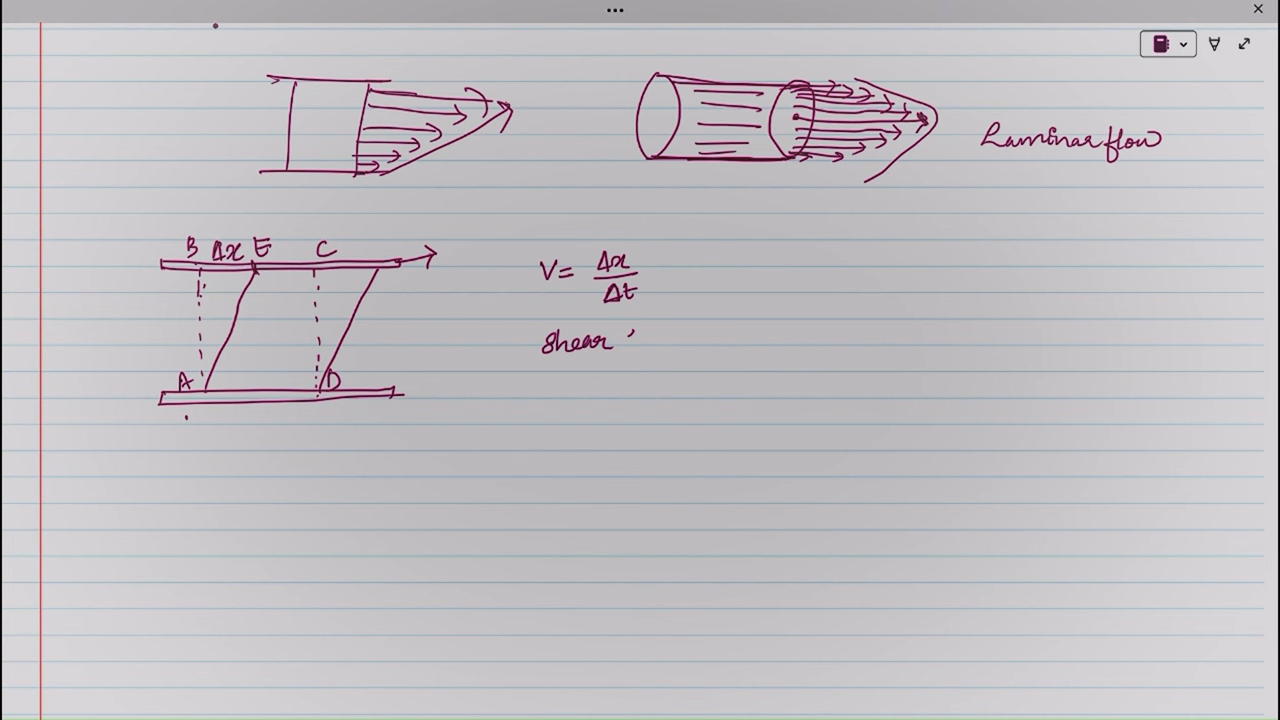 Laminar flow
B Δx E C
A D
V = Δx/Δt
shear '